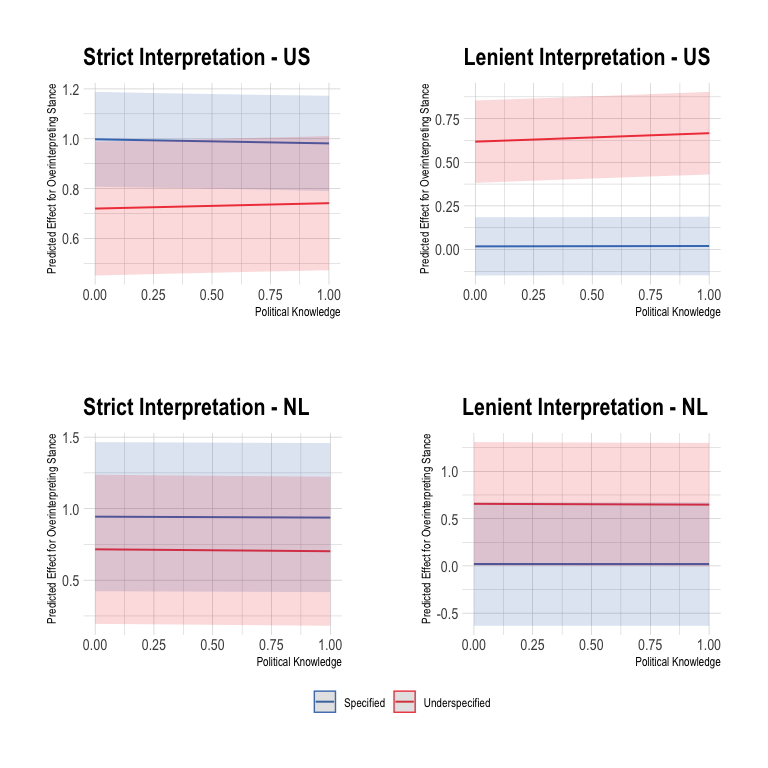 Strict Interpretation - US
Predicted Effect for Overinterpreting Stance
1.2
1.0
0.8
0.6
0.00 0.25 0.50 0.75 1.00
Political Knowledge
Lenient Interpretation - US
Predicted Effect for Overinterpreting Stance
0.75
0.50
0.25
0.00
0.00 0.25 0.50 0.75 1.00
Political Knowledge
Strict Interpretation - NL
Predicted Effect for Overinterpreting Stance
1.5
1.0
0.5
0.00 0.25 0.50 0.75 1.00
Political Knowledge
Lenient Interpretation - NL
Predicted Effect for Overinterpreting Stance
1.0
0.5
0.0
-0.5
0.00 0.25 0.50 0.75 1.00
Political Knowledge
Specified Underspecified